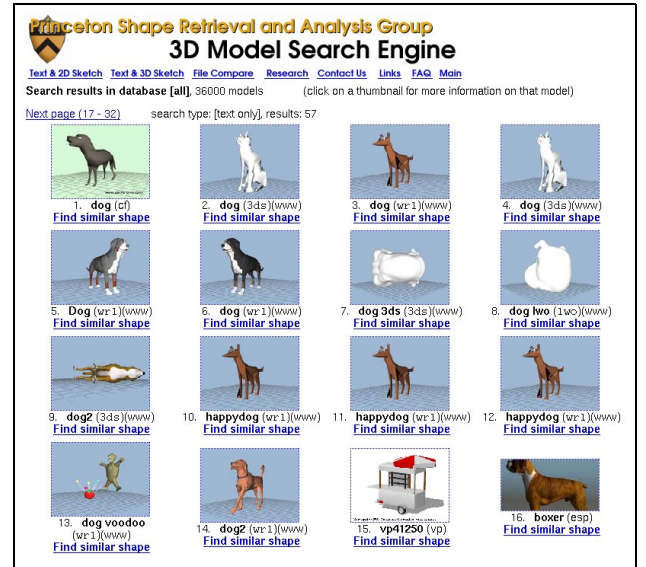 Princeton Shape Retrieval and Analysis Group
3D Model Search Engine
Text & 2D Sketch Text & 3D Sketch File Compare Research Contact Us Links FAQ Main
Search results in database [all], 36000 models (click on a thumbnail for more information on that model)
Next page (17 - 32) search type: [text only], results: 57
1. dog (cf)
Find similar shape
2. dog (3ds)(www)
Find similar shape
3. dog (wrl)(www)
Find similar shape
4. dog (3ds)(www)
Find similar shape
5. Dog (wrl)(www)
Find similar shape
6. dog (wrl)(www)
Find similar shape
7. dog 3ds (3ds)(www)
Find similar shape
8. dog lwo (lwo)(www)
Find similar shape
9. dog2 (3ds)(www)
Find similar shape
10. happydog (wrl)(www)
Find similar shape
11. happydog (wrl)(www)
Find similar shape
12. happydog (wrl)(www)
Find similar shape
13. dog voodoo
(wrl)(www)
Find similar shape
14. dog2 (wrl)(www)
Find similar shape
15. vp41250 (vp)
Find similar shape
16. boxer (esp)
Find similar shape